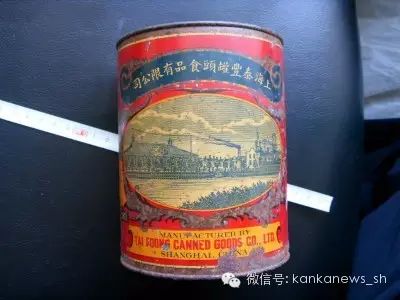 上海泰豐罐頭食品有限公司
MANUFACTURED BY
TAI FOONG CANNED GOODS CO., LTD.
SHANGHAI, CHINA
微信号: kankanews_sh